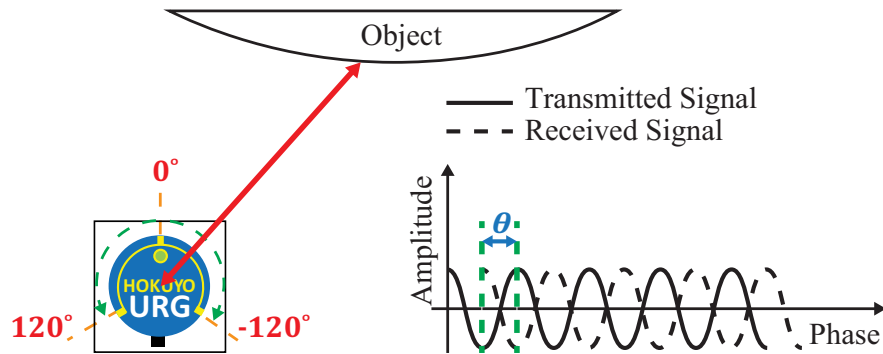 Object
Transmitted Signal
Received Signal
0°
120°
-120°
HOKUYO
URG
Amplitude
θ
Phase